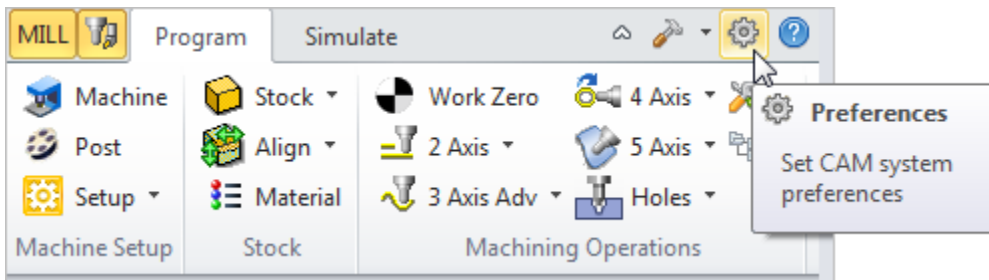 MILL Program Simulate
Machine Stock Work Zero 4 Axis
Preferences
Post Align 2 Axis 5 Axis
Set CAM system
preferences
Setup Material 3 Axis Adv Holes
Machine Setup Stock Machining Operations